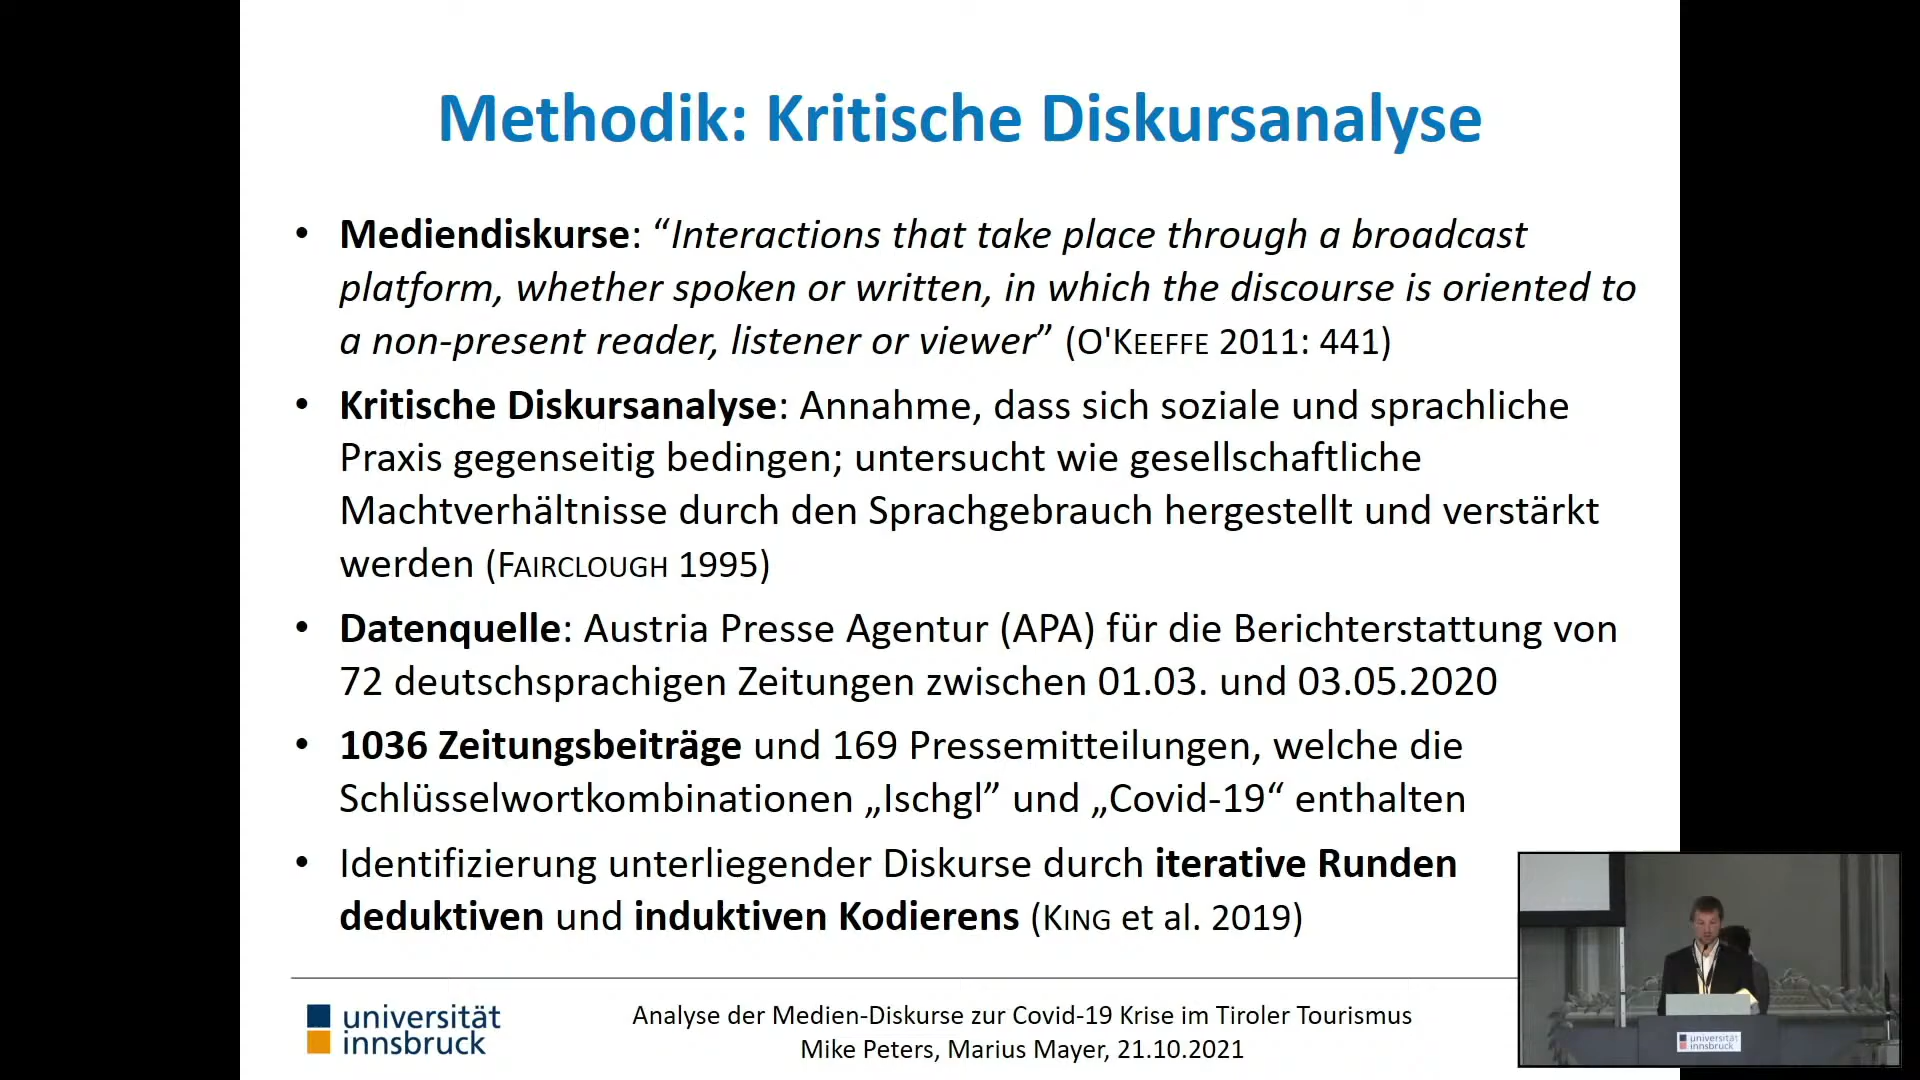 Methodik: Kritische Diskursanalyse
• Mediendiskurse: “Interactions that take place through a broadcast
platform, whether spoken or written, in which the discourse is oriented to
a non-present reader, listener or viewer” (O'KEEFFE 2011: 441)
• Kritische Diskursanalyse: Annahme, dass sich soziale und sprachliche
Praxis gegenseitig bedingen; untersucht wie gesellschaftliche
Machtverhältnisse durch den Sprachgebrauch hergestellt und verstärkt
werden (FAIRCLOUGH 1995)
• Datenquelle: Austria Presse Agentur (APA) für die Berichterstattung von
72 deutschsprachigen Zeitungen zwischen 01.03. und 03.05.2020
• 1036 Zeitungsbeiträge und 169 Pressemitteilungen, welche die
Schlüsselwortkombinationen „Ischgl” und „Covid-19“ enthalten
• Identifizierung unterliegender Diskurse durch iterative Runden
deduktiven und induktiven Kodierens (KING et al. 2019)
universität
innsbruck
Analyse der Medien-Diskurse zur Covid-19 Krise im Tiroler Tourismus
Mike Peters, Marius Mayer, 21.10.2021
universität
innsbruck